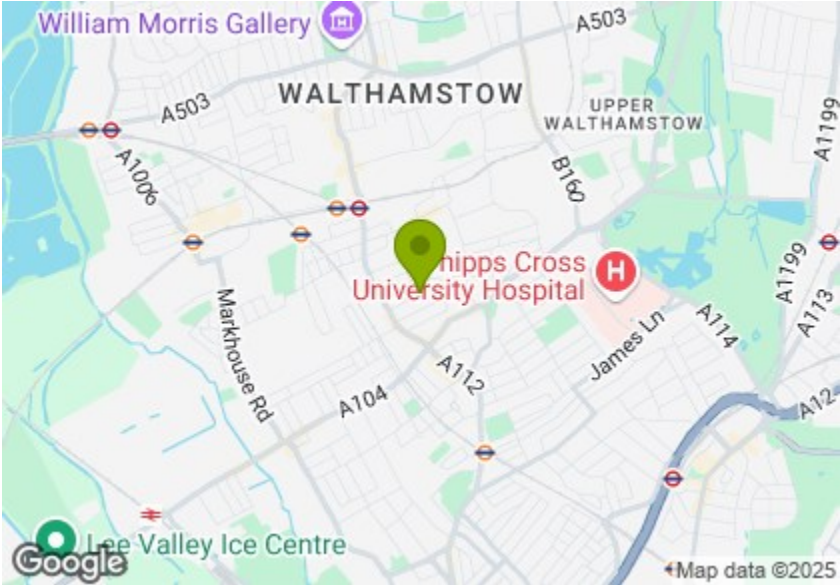 William Morris Gallery
A503
WALTHAMSTOW
A503
UPPER
WALTHAMSTOW
A1199
A1006
B160
hipps Cross
University Hospital
H
A1199
A113
Markhouse Rd
A114
James Ln
A112
A104
A12
Lee Valley Ice Centre
Google
Map data ©2025